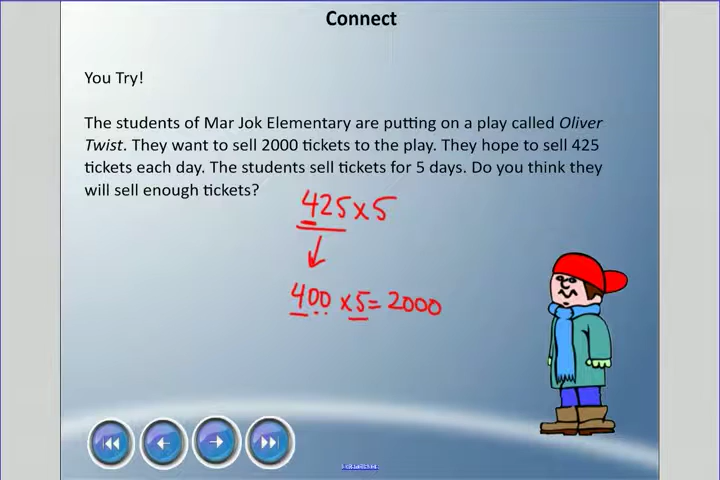 Connect
You Try!
The students of Mar Jok Elementary are putting on a play called Oliver
Twist. They want to sell 2000 tickets to the play. They hope to sell 425
tickets each day. The students sell tickets for 5 days. Do you think they
will sell enough tickets?
425 x 5
400 x 5 = 2000